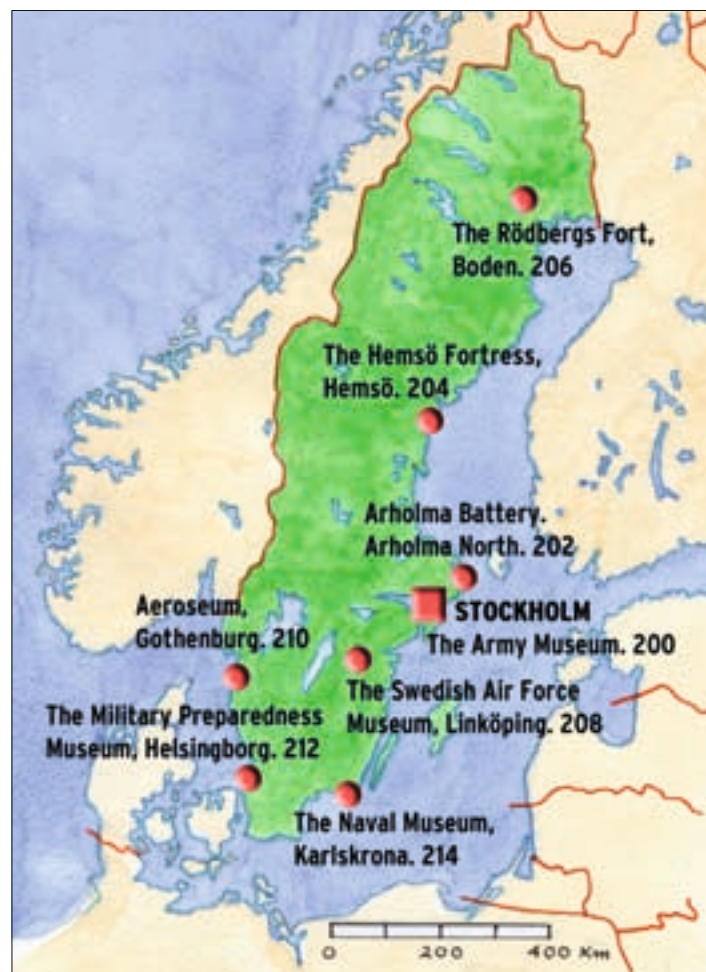 The Rödbergs Fort,
Boden. 206
The Hemsö Fortress,
Hemsö. 204
Arholma Battery.
Arholma North. 202
STOCKHOLM
The Army Museum. 200
Aeroseum,
Gothenburg. 210
The Swedish Air Force
Museum, Linköping. 208
The Military Preparedness
Museum, Helsingborg. 212
The Naval Museum,
Karlskrona. 214
0 200 400 Km